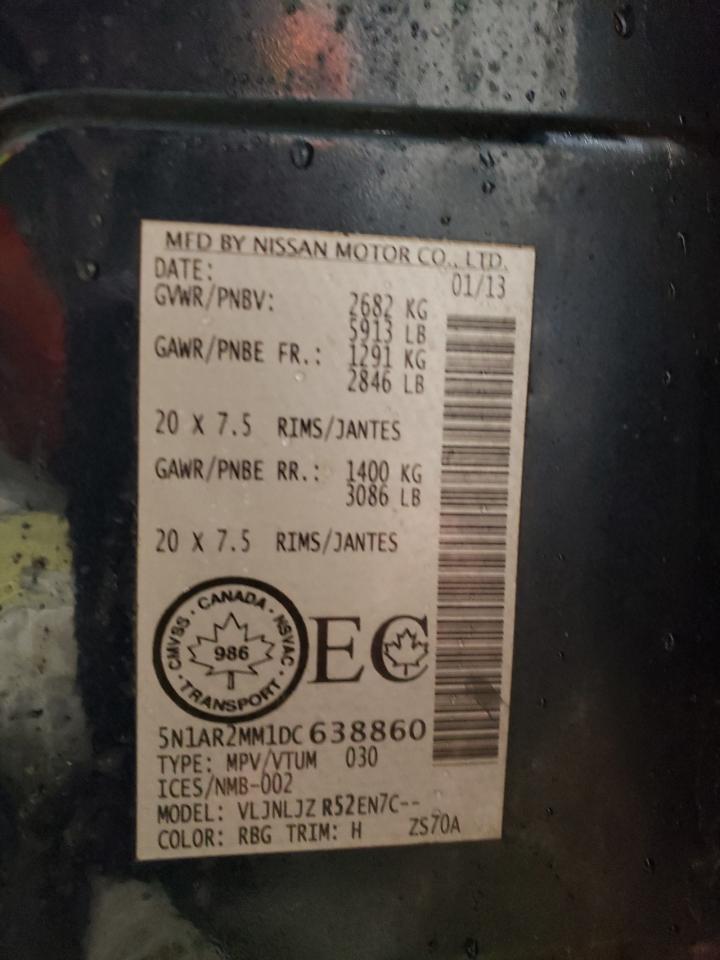 MFD BY NISSAN MOTOR CO., LTD.
DATE: 01/13
GVWR/PNBV: 2682 KG
5913 LB
GAWR/PNBE FR.: 1291 KG
2846 LB
20 X 7.5 RIMS/JANTES
GAWR/PNBE RR.: 1400 KG
3086 LB
20 X 7.5 RIMS/JANTES
CANADA · NSVAC · TRANSPORT · CMVSS ·
986
EC
5N1AR2MM1DC638860
TYPE: MPV/VTUM 030
ICES/NMB-002
MODEL: VLJNLJZ R52EN7C--
COLOR: RBG TRIM: H ZS70A